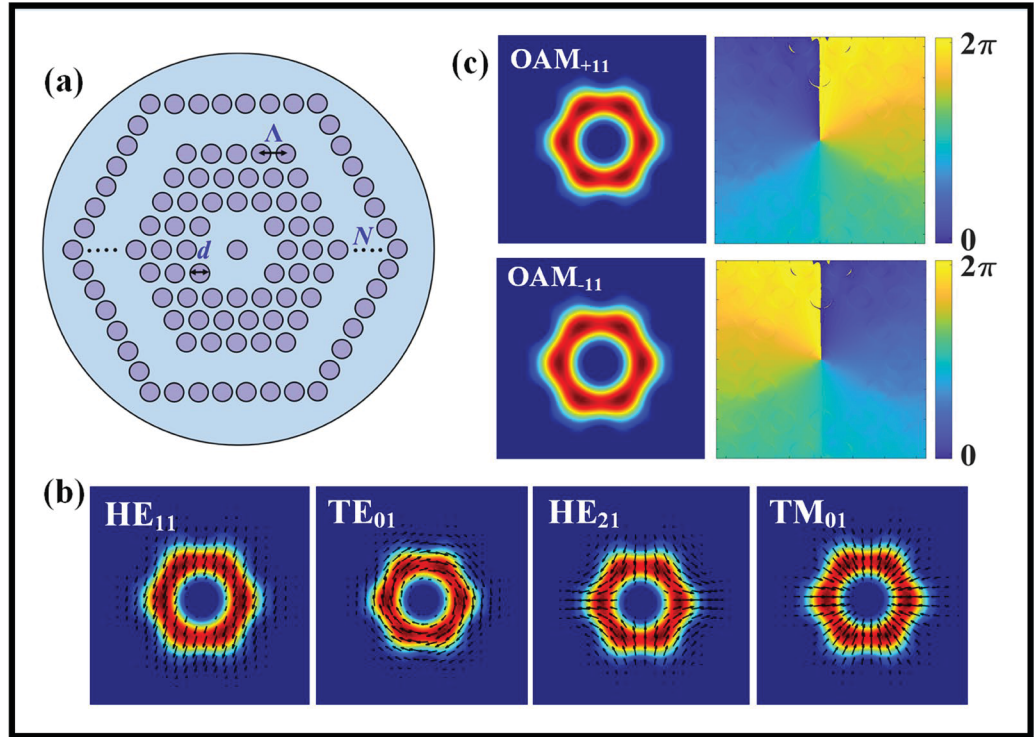 (a)
Λ
d
N
(c)
OAM₊₁₁
2π
0
OAM₋₁₁
2π
0
(b)
HE₁₁
TE₀₁
HE₂₁
TM₀₁